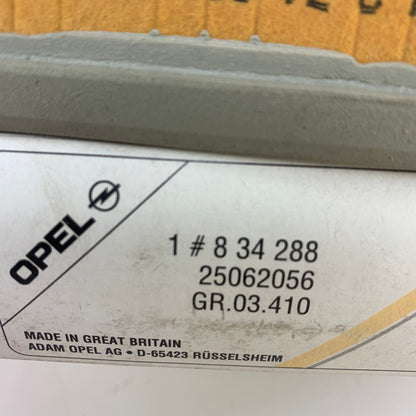 OPEL
1 # 8 34 288
25062056
GR.03.410
MADE IN GREAT BRITAIN
ADAM OPEL AG • D-65423 RÜSSELSHEIM